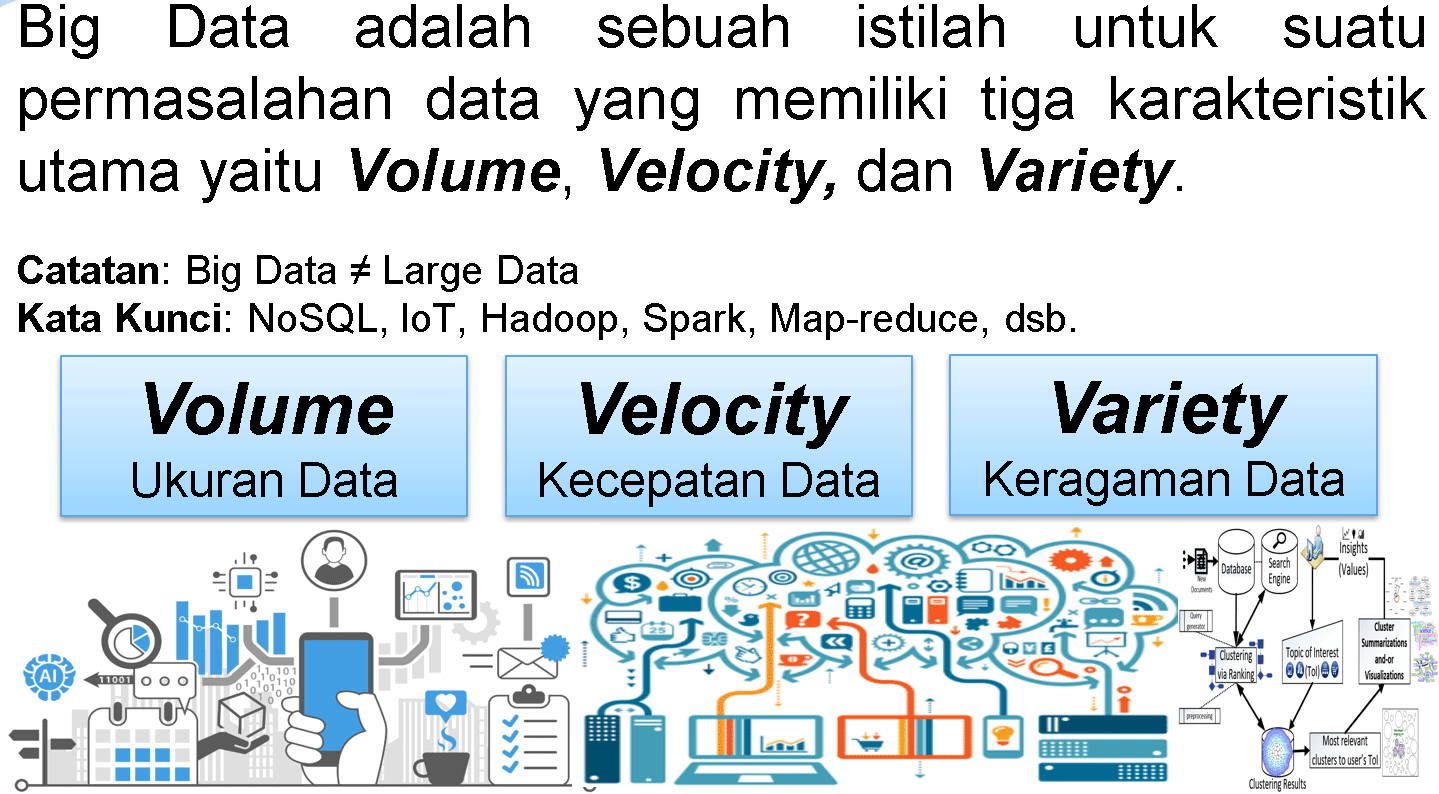 Big Data adalah sebuah istilah untuk suatu
permasalahan data yang memiliki tiga karakteristik
utama yaitu Volume, Velocity, dan Variety.
Catatan: Big Data ≠ Large Data
Kata Kunci: NoSQL, IoT, Hadoop, Spark, Map-reduce, dsb.
Volume
Ukuran Data
Velocity
Kecepatan Data
Variety
Keragaman Data
AI
11001
25
New
Documents
Database
Search
Engine
Insights
(Values)
Query
generator
Clustering
via Ranking
Topic of Interest
(ToI)
Cluster
Summarizations
and-or
Visualizations
preprocessing
Most relevant
clusters to user's ToI
Clustering Results